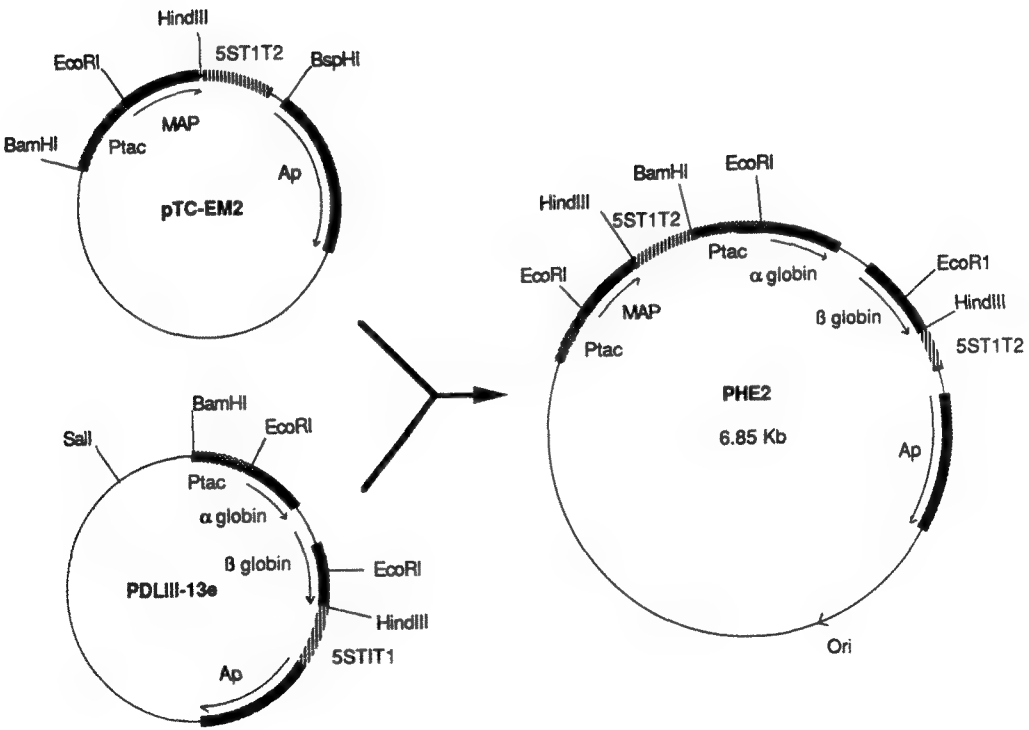 HindIII
5ST1T2
EcoRI
BspHI
MAP
Ptac
BamHI
Ap
pTC-EM2
BamHI
EcoRI
SalI
Ptac
α globin
ß globin
EcoRI
PDLIII-13e
HindIII
5STIT1
Ap
EcoRI
BamHI
HindIII
5ST1T2
Ptac
α globin
EcoRI
EcoR1
MAP
HindIII
ß globin
Ptac
5ST1T2
PHE2
6.85 Kb
Ap
Ori